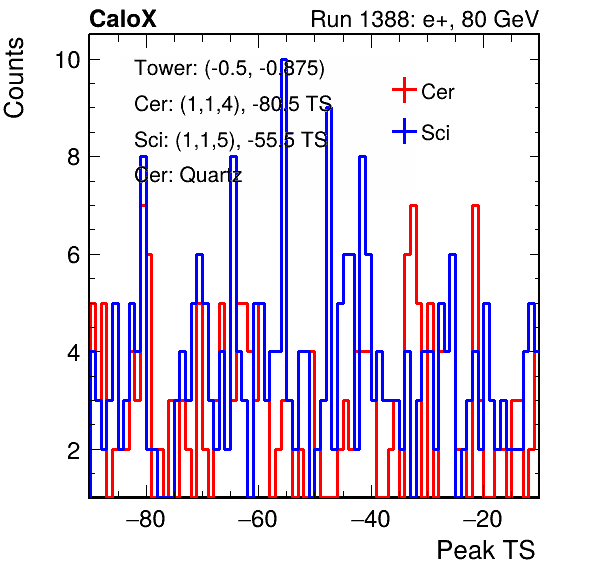 CaloX Run 1388: e+, 80 GeV
Counts
Tower: (-0.5, -0.875)
Cer: (1,1,4), -80.5 TS
Sci: (1,1,5), -55.5 TS
Cer: Quartz
Cer
Sci
10
8
6
4
2
−80 −60 −40 −20
Peak TS